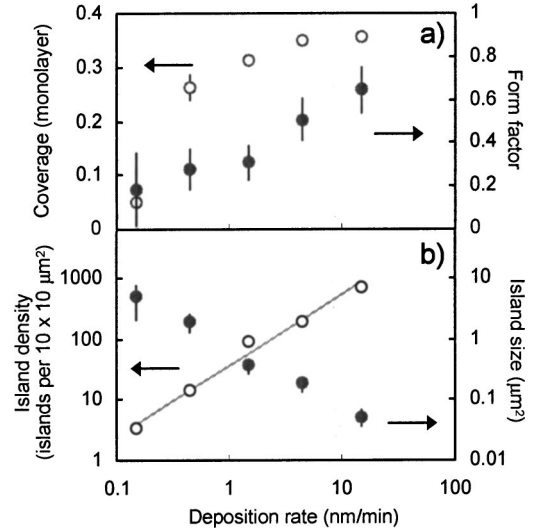 0.4
0.3
0.2
0.1
0
Coverage (monolayer)
a)
1
0.8
0.6
0.4
0.2
0
Form factor
b)
1000
100
10
1
Island density
(islands per 10 x 10 μm²)
10
1
0.1
0.01
Island size (μm²)
0.1 1 10 100
Deposition rate (nm/min)